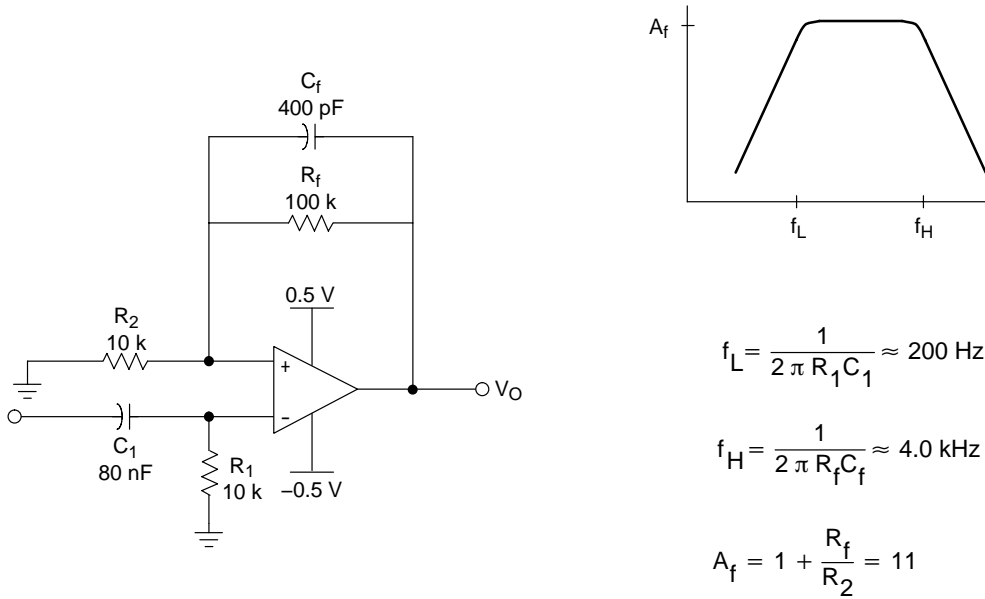 C_f
400 pF
R_f
100 k
0.5 V
R_2
10 k
+
−
V_O
C_1
80 nF
R_1
10 k
−0.5 V
A_f
f_L
f_H
f_L = 1 / (2 π R_1C_1) ≈ 200 Hz
f_H = 1 / (2 π R_fC_f) ≈ 4.0 kHz
A_f = 1 + R_f / R_2 = 11